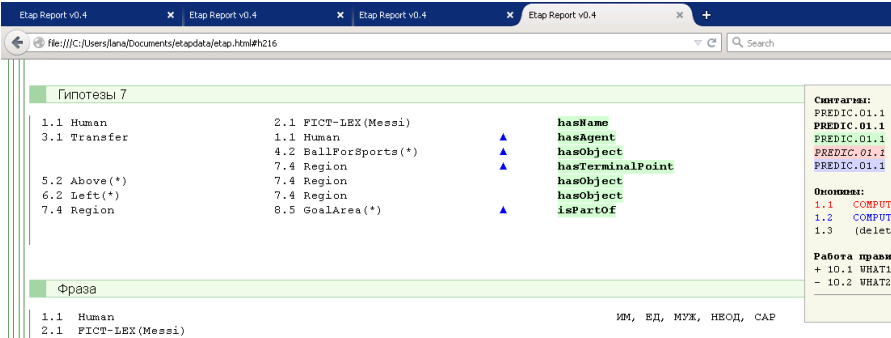 Etap Report v0.4 × Etap Report v0.4 × Etap Report v0.4 × Etap Report v0.4 × +
file:///C:/Users/lana/Documents/etapdata/etap.html#h216 Search
Гипотезы 7
1.1 Human 2.1 FICT-LEX(Messi) hasName
3.1 Transfer 1.1 Human ▲ hasAgent
4.2 BallForSports(*) ▲ hasObject
7.4 Region ▲ hasTerminalPoint
5.2 Above(*) 7.4 Region hasObject
6.2 Left(*) 7.4 Region hasObject
7.4 Region 8.5 GoalArea(*) ▲ isPartOf
Фраза
1.1 Human ИМ, ЕД, МУЖ, НЕОД, CAP
2.1 FICT-LEX(Messi)
Синтагмы:
PREDIC.01.1
PREDIC.01.1
PREDIC.01.1
PREDIC.01.1
PREDIC.01.1
Омонимы:
1.1 COMPUT
1.2 COMPUT
1.3 (delet
Работа прави
+ 10.1 WHAT1
- 10.2 WHAT2